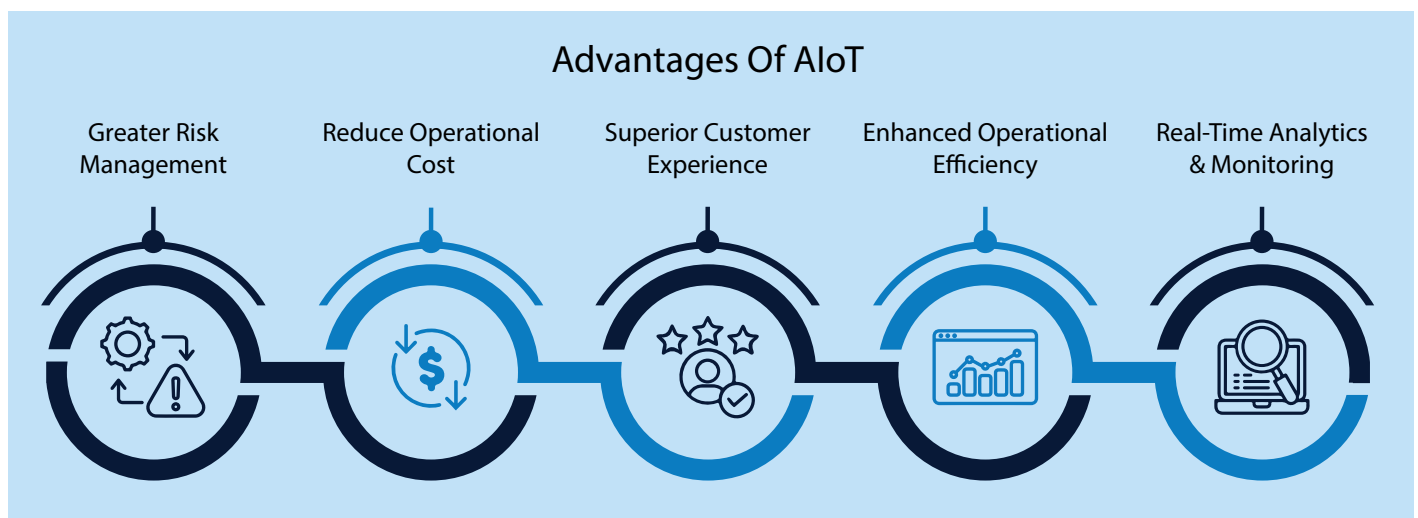 Advantages Of AIoT
Greater Risk
Management
Reduce Operational
Cost
Superior Customer
Experience
Enhanced Operational
Efficiency
Real-Time Analytics
& Monitoring
$